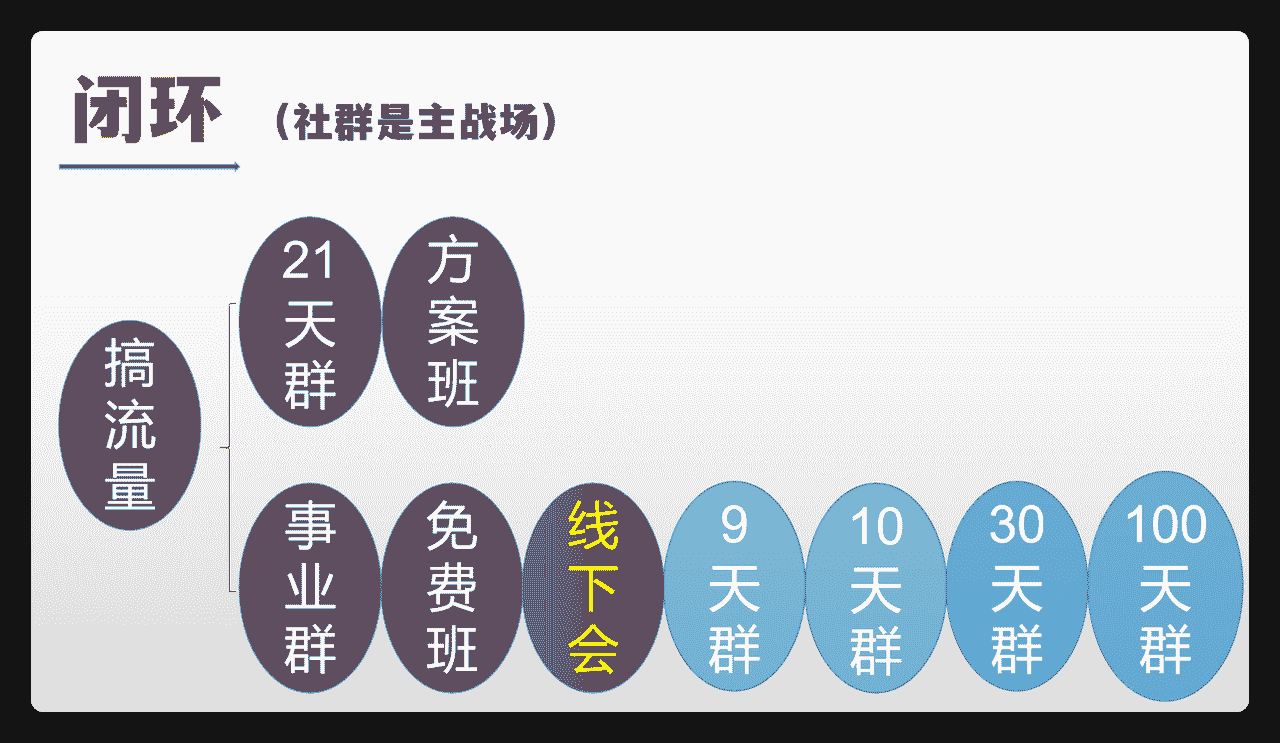 闭环 （社群是主战场）
搞流量
21天群
方案班
事业群
免费班
线下会
9天群
10天群
30天群
100天群